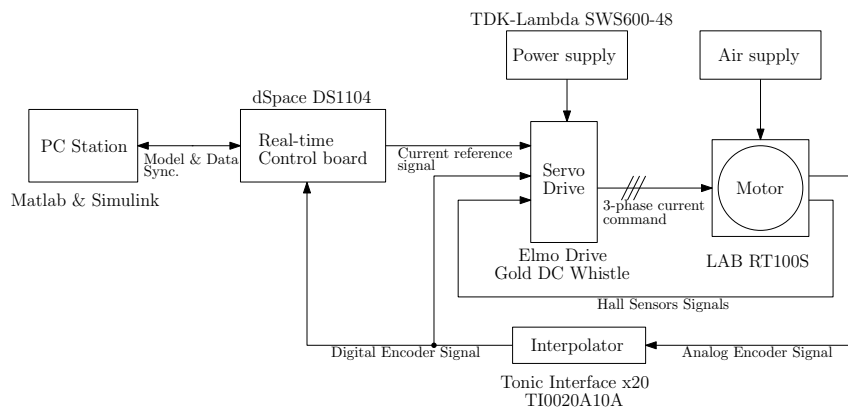 TDK-Lambda SWS600-48
Power supply
Air supply
dSpace DS1104
PC Station
Real-time
Control board
Model & Data
Sync.
Current reference
signal
Servo
Drive
Motor
3-phase current
command
Matlab & Simulink
Elmo Drive
Gold DC Whistle
LAB RT100S
Hall Sensors Signals
Digital Encoder Signal
Interpolator
Analog Encoder Signal
Tonic Interface x20
TI0020A10A